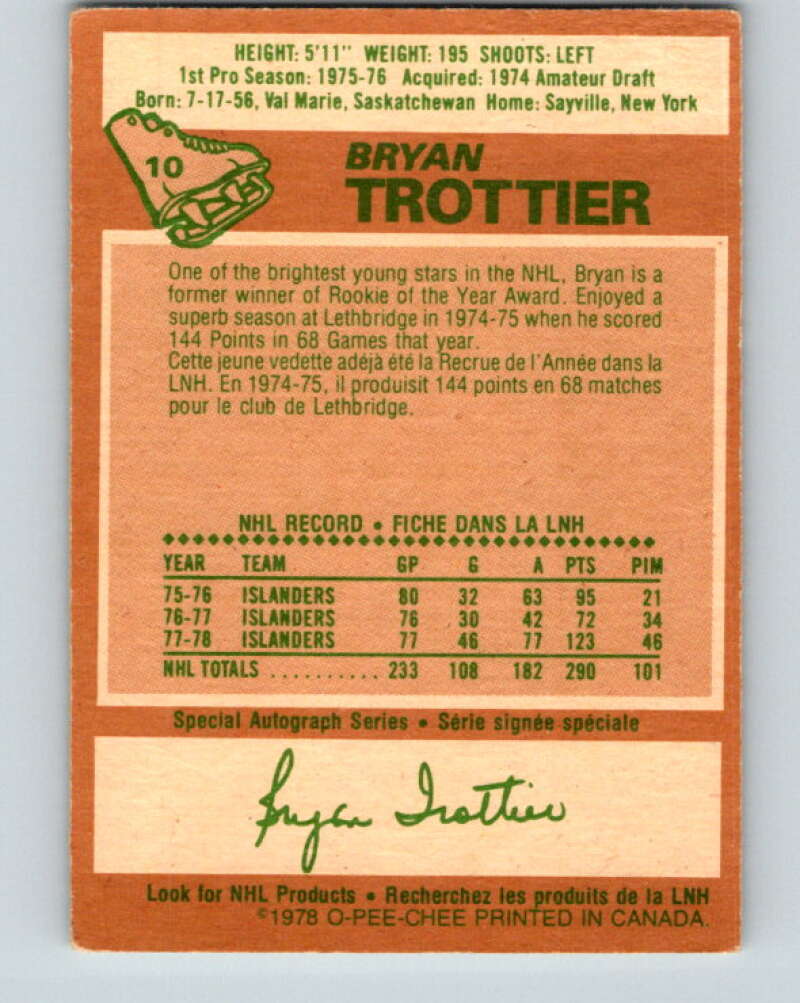 HEIGHT: 5'11" WEIGHT: 195 SHOOTS: LEFT
1st Pro Season: 1975-76 Acquired: 1974 Amateur Draft
Born: 7-17-56, Val Marie, Saskatchewan Home: Sayville, New York
10
BRYAN
TROTTIER
One of the brightest young stars in the NHL, Bryan is a
former winner of Rookie of the Year Award. Enjoyed a
superb season at Lethbridge in 1974-75 when he scored
144 Points in 68 Games that year.
Cette jeune vedette adéjà été la Recrue de l'Année dans la
LNH. En 1974-75, il produisit 144 points en 68 matches
pour le club de Lethbridge.
NHL RECORD • FICHE DANS LA LNH
YEAR TEAM GP G A PTS PIM
75-76 ISLANDERS 80 32 63 95 21
76-77 ISLANDERS 76 30 42 72 34
77-78 ISLANDERS 77 46 77 123 46
NHL TOTALS .......... 233 108 182 290 101
Special Autograph Series • Série signée spéciale
Bryan Trottier
Look for NHL Products • Recherchez les produits de la LNH
©1978 O-PEE-CHEE PRINTED IN CANADA.